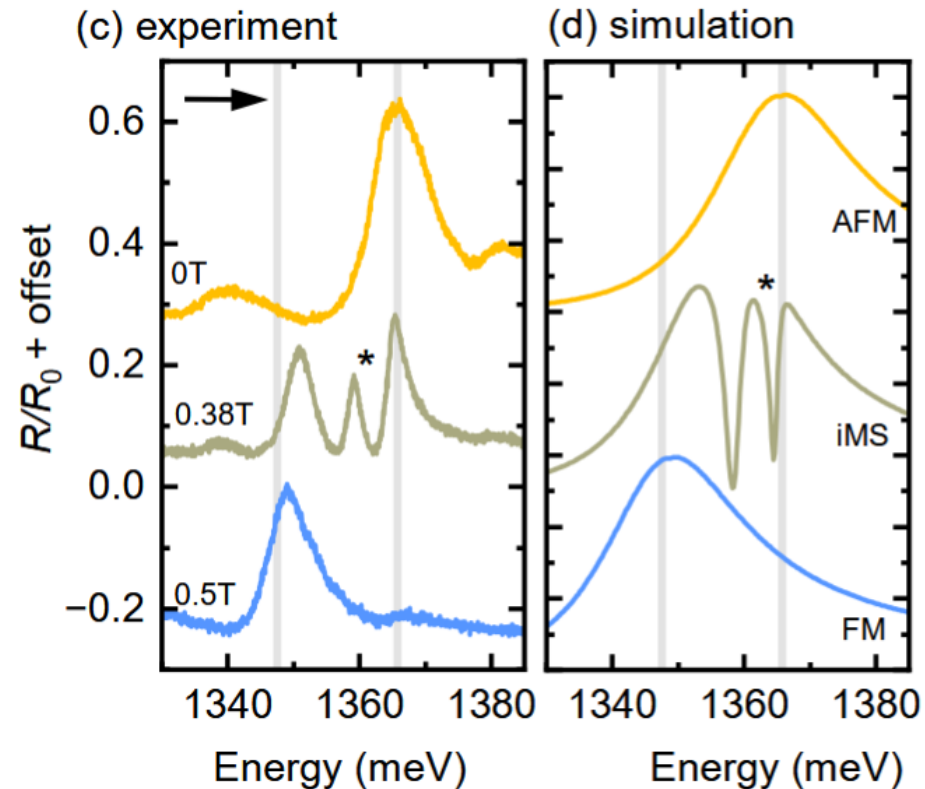 (c) experiment
(d) simulation
R/R0 + offset
0.6
0.4
0.2
0.0
−0.2
0T
*
0.38T
0.5T
AFM
*
iMS
FM
1340 1360 1380
1340 1360 1380
Energy (meV)
Energy (meV)